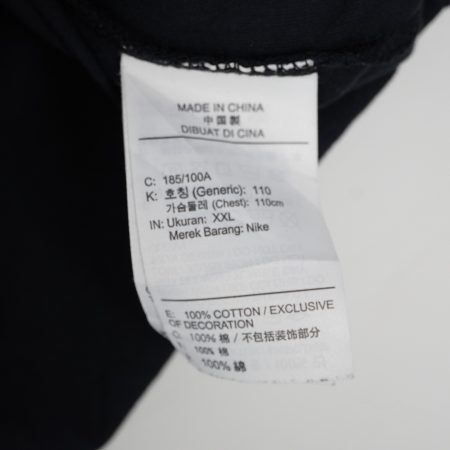 MADE IN CHINA
中國製
DIBUAT DI CINA
C: 185/100A
K: 호칭 (Generic): 110
가슴둘레 (Chest): 110cm
IN: Ukuran: XXL
Merek Barang: Nike
E: 100% COTTON / EXCLUSIVE
OF DECORATION
C: 100% 棉 / 不包括装饰部分
100% 棉
100% 綿